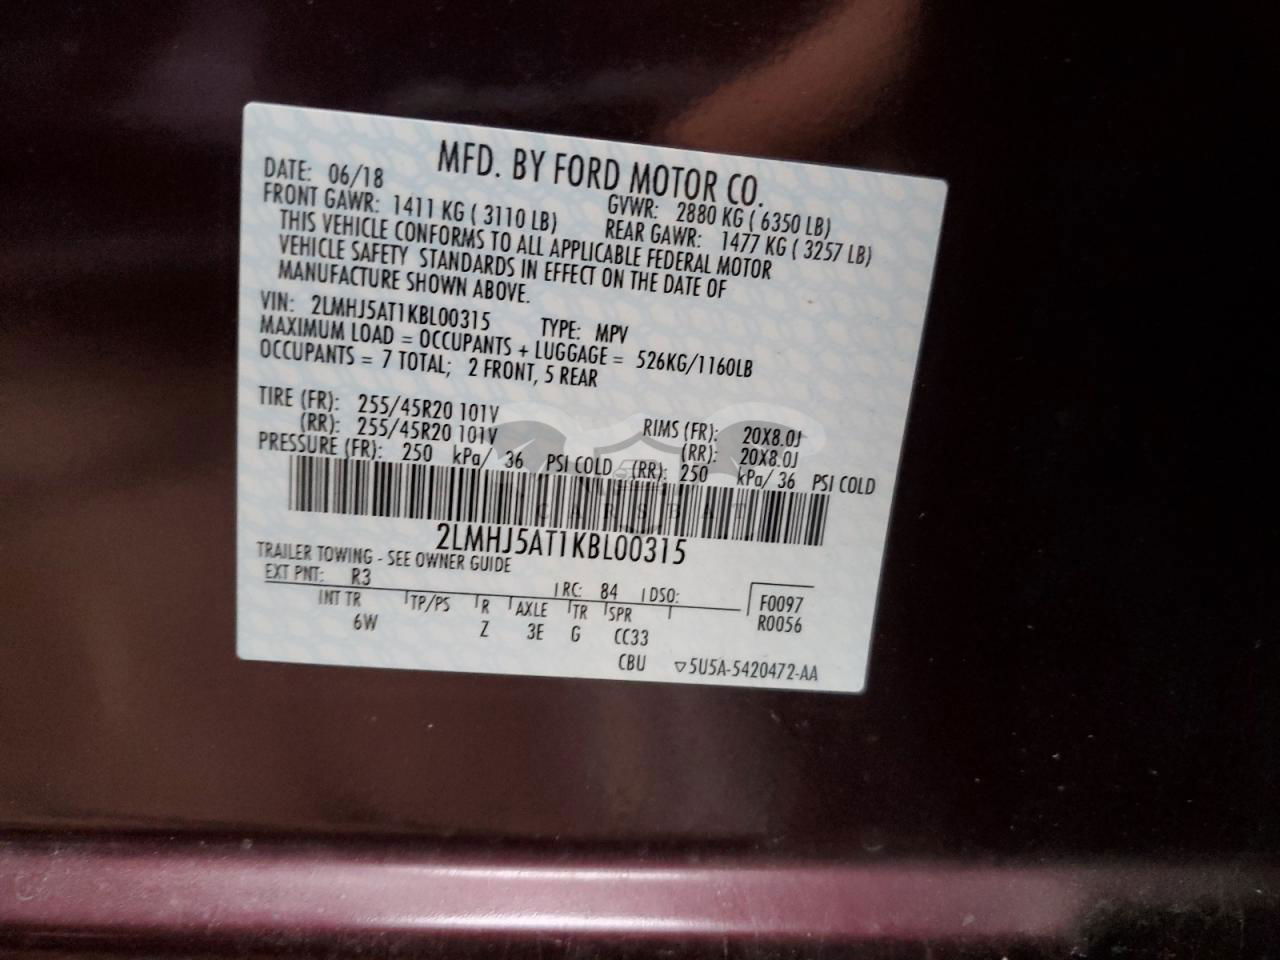 MFD. BY FORD MOTOR CO.
DATE: 06/18
GVWR: 2880 KG ( 6350 LB)
FRONT GAWR: 1411 KG ( 3110 LB)
REAR GAWR: 1477 KG ( 3257 LB)
THIS VEHICLE CONFORMS TO ALL APPLICABLE FEDERAL MOTOR
VEHICLE SAFETY STANDARDS IN EFFECT ON THE DATE OF
MANUFACTURE SHOWN ABOVE.
VIN: 2LMHJ5AT1KBL00315 TYPE: MPV
MAXIMUM LOAD = OCCUPANTS + LUGGAGE = 526KG/1160LB
OCCUPANTS = 7 TOTAL; 2 FRONT, 5 REAR
TIRE (FR): 255/45R20 101V RIMS (FR): 20X8.0J
(RR): 255/45R20 101V (RR): 20X8.0J
PRESSURE (FR): 250 kPa/ 36 PSI COLD (RR): 250 kPa/ 36 PSI COLD
CARSBAT
2LMHJ5AT1KBL00315
TRAILER TOWING - SEE OWNER GUIDE
EXT PNT: R3 RC: 84 DSO: F0097
INT TR TP/PS R AXLE TR SPR R0056
6W Z 3E G CC33
CBU ▽5U5A-5420472-AA